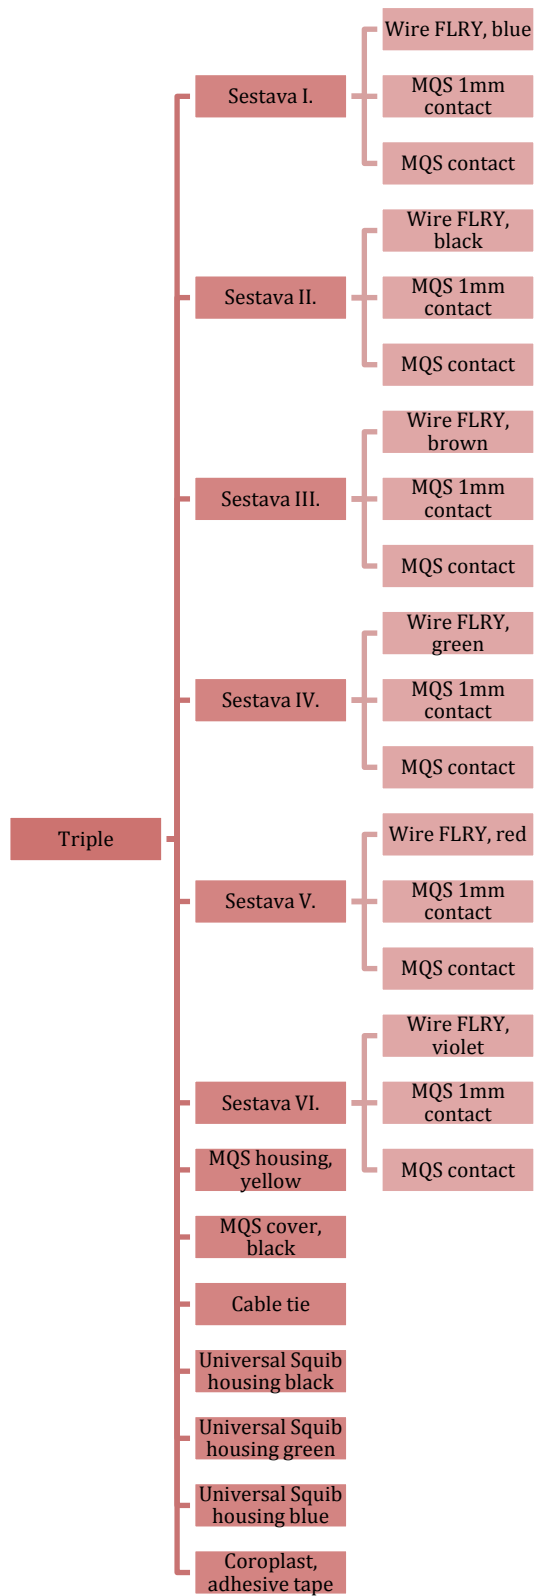 Triple
Sestava I.
Wire FLRY, blue
MQS 1mm
contact
MQS contact
Sestava II.
Wire FLRY,
black
MQS 1mm
contact
MQS contact
Sestava III.
Wire FLRY,
brown
MQS 1mm
contact
MQS contact
Sestava IV.
Wire FLRY,
green
MQS 1mm
contact
MQS contact
Sestava V.
Wire FLRY, red
MQS 1mm
contact
MQS contact
Sestava VI.
Wire FLRY,
violet
MQS 1mm
contact
MQS contact
MQS housing,
yellow
MQS cover,
black
Cable tie
Universal Squib
housing black
Universal Squib
housing green
Universal Squib
housing blue
Coroplast,
adhesive tape